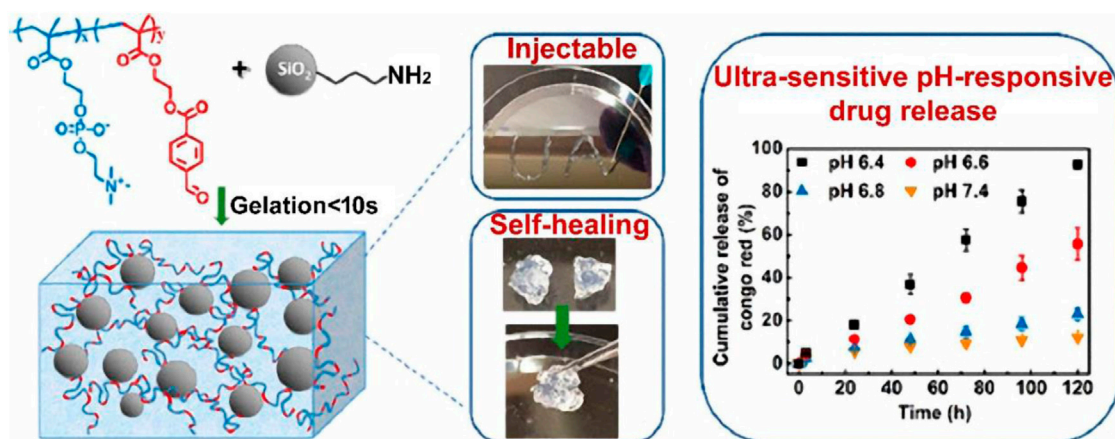 x
y
O
O
O
O
O
O
O=P-O⁻
O
O
N⁺
O
+
SiO₂
NH2
Gelation<10s
Injectable
UA
Self-healing
Ultra-sensitive pH-responsive
drug release
Cumulative release of
congo red (%)
100
80
60
40
20
0
pH 6.4
pH 6.6
pH 6.8
pH 7.4
0 20 40 60 80 100 120
Time (h)